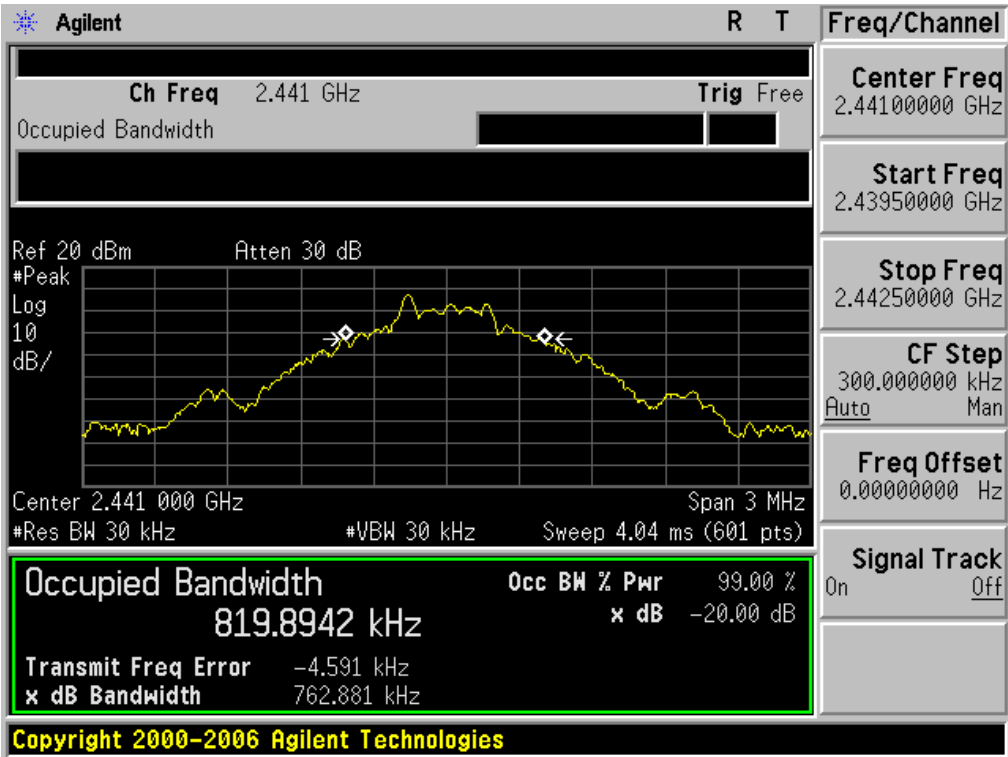 Agilent R T Freq/Channel
Ch Freq 2.441 GHz Trig Free
Occupied Bandwidth
Center Freq
2.44100000 GHz
Start Freq
2.43950000 GHz
Stop Freq
2.44250000 GHz
CF Step
300.000000 kHz
Auto Man
Freq Offset
0.00000000 Hz
Signal Track
On Off
Ref 20 dBm Atten 30 dB
#Peak
Log
10
dB/
Center 2.441 000 GHz Span 3 MHz
#Res BW 30 kHz #VBW 30 kHz Sweep 4.04 ms (601 pts)
Occupied Bandwidth Occ BW % Pwr 99.00 %
819.8942 kHz x dB -20.00 dB
Transmit Freq Error -4.591 kHz
x dB Bandwidth 762.881 kHz
Copyright 2000-2006 Agilent Technologies